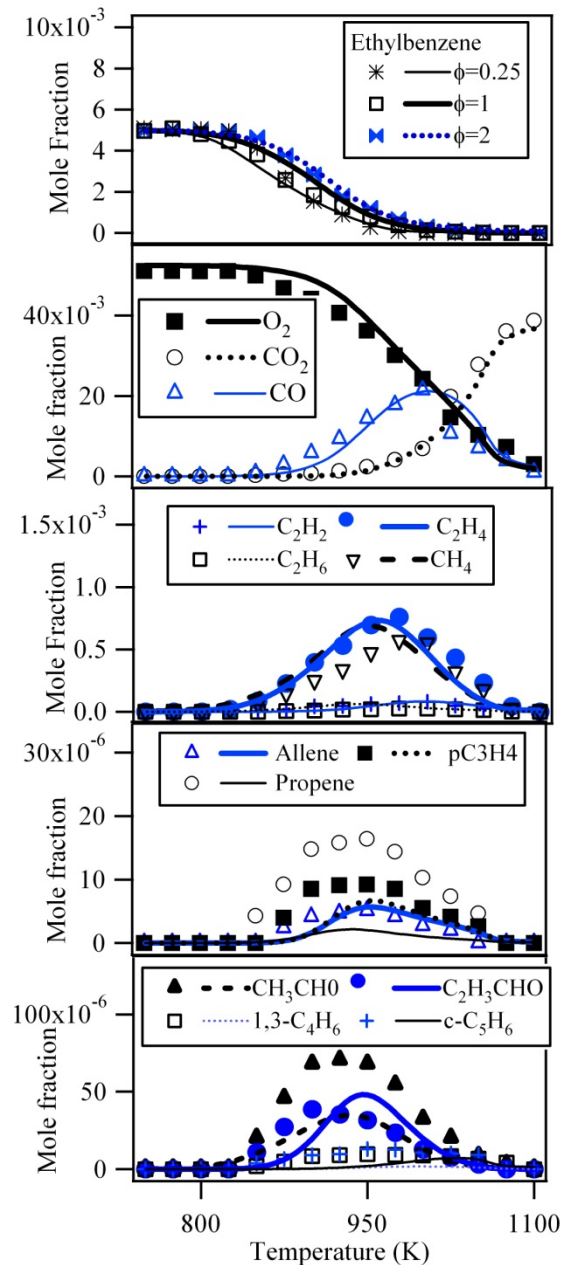 10x10⁻³
8
6
4
2
0
Mole Fraction
Ethylbenzene
ϕ=0.25
ϕ=1
ϕ=2
40x10⁻³
20
0
Mole fraction
O₂
CO₂
CO
1.5x10⁻³
1.0
0.5
0.0
Mole Fraction
C₂H₂ C₂H₄
C₂H₆ CH₄
30x10⁻⁶
20
10
0
Mole fraction
Allene pC3H4
Propene
100x10⁻⁶
50
0
Mole fraction
CH₃CH0 C₂H₃CHO
1,3-C₄H₆ c-C₅H₆
800 950 1100
Temperature (K)